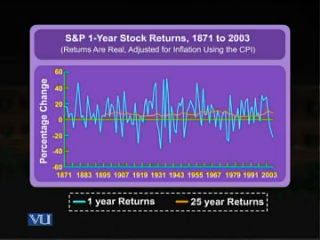 S&P 1-Year Stock Returns, 1871 to 2003
(Returns Are Real, Adjusted for Inflation Using the CPI)
Percentage Change
60
40
20
0
-20
-40
-60
1871 1883 1895 1907 1919 1931 1943 1955 1967 1979 1991 2003
1 year Returns 25 year Returns
VU